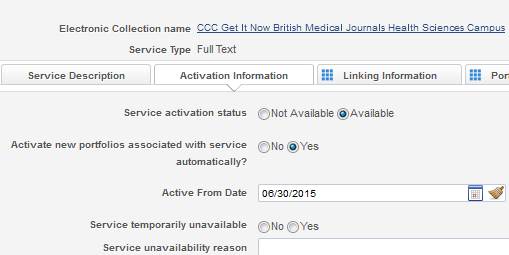 Electronic Collection name CCC Get It Now British Medical Journals Health Sciences Campus
Service Type Full Text
Service Description Activation Information Linking Information
Service activation status Not Available Available
Activate new portfolios associated with service
automatically? No Yes
Active From Date 06/30/2015
Service temporarily unavailable No Yes
Service unavailability reason